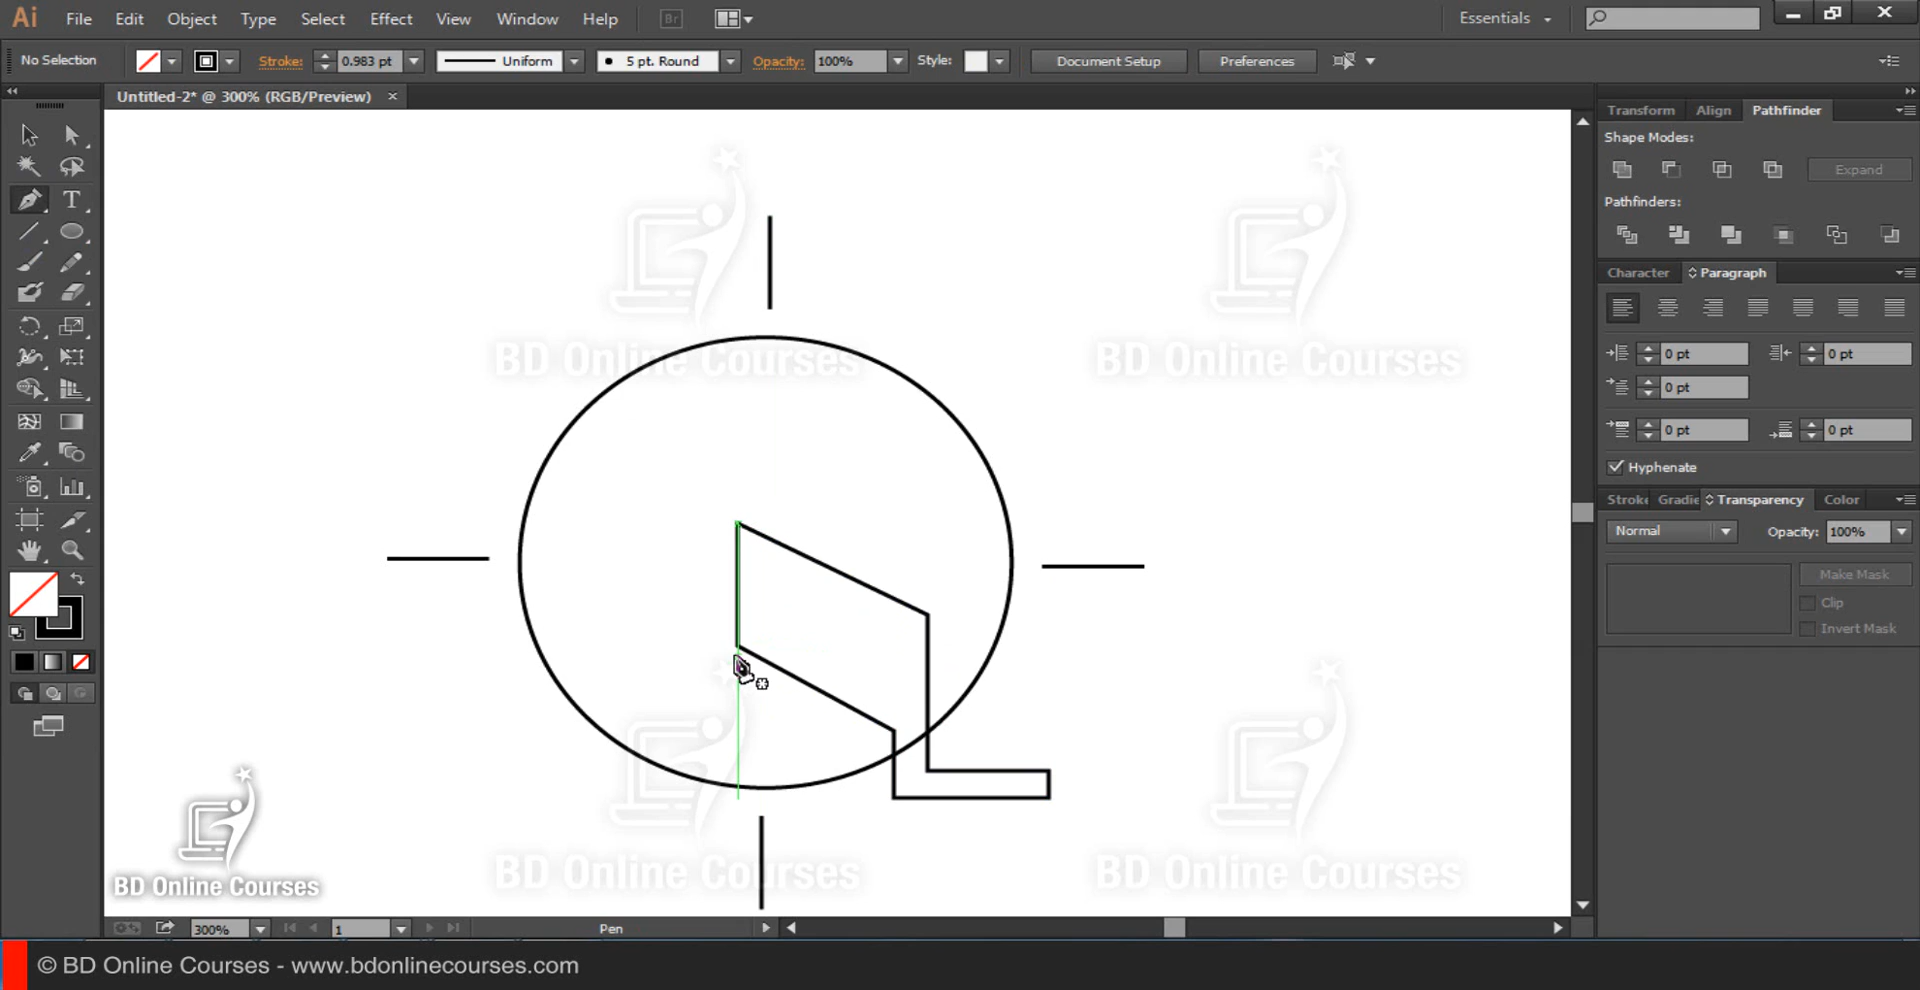 Ai File Edit Object Type Select Effect View Window Help Br Essentials
No Selection Stroke: 0.983 pt Uniform 5 pt. Round Opacity: 100% Style: Document Setup Preferences
Untitled-2* @ 300% (RGB/Preview) ×
Transform Align Pathfinder
Shape Modes:
Expand
Pathfinders:
Character Paragraph
0 pt 0 pt
0 pt
0 pt 0 pt
Hyphenate
Stroke Gradie Transparency Color
Normal Opacity: 100%
Make Mask
Clip
Invert Mask
BD Online Courses BD Online Courses
BD Online Courses BD Online Courses
BD Online Courses
300% 1 Pen
© BD Online Courses - www.bdonlinecourses.com